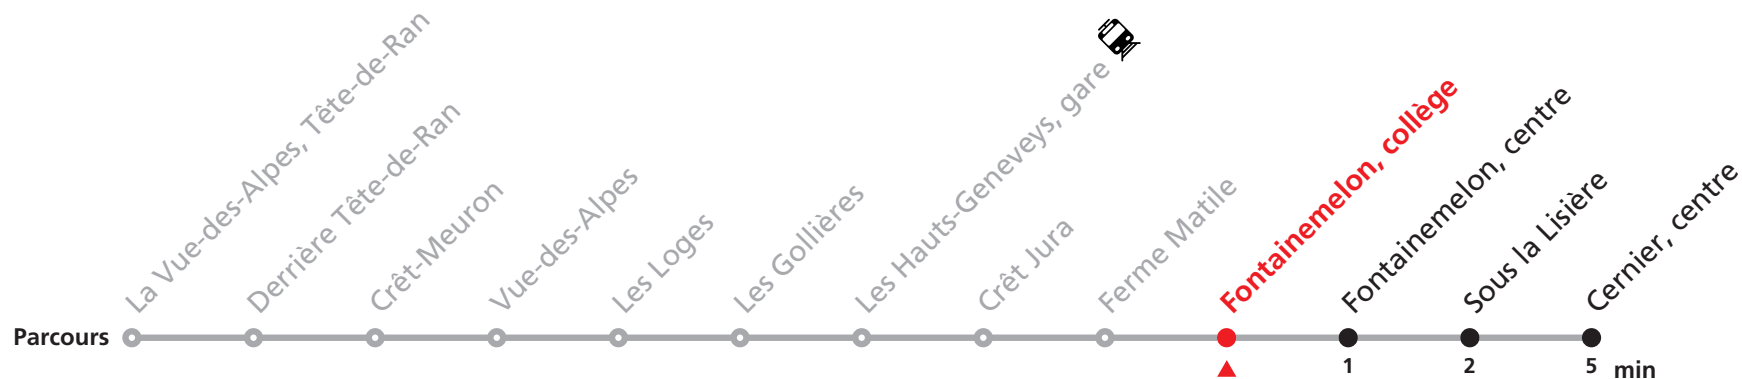 La Vue-des-Alpes, Tête-de-Ran
Derrière Tête-de-Ran
Crêt-Meuron
Vue-des-Alpes
Les Loges
Les Gollières
Les Hauts-Geneveys, gare
Crêt Jura
Ferme Matile
Fontainemelon, collège
Fontainemelon, centre
Sous la Lisière
Cernier, centre
Parcours
1 2 5 min